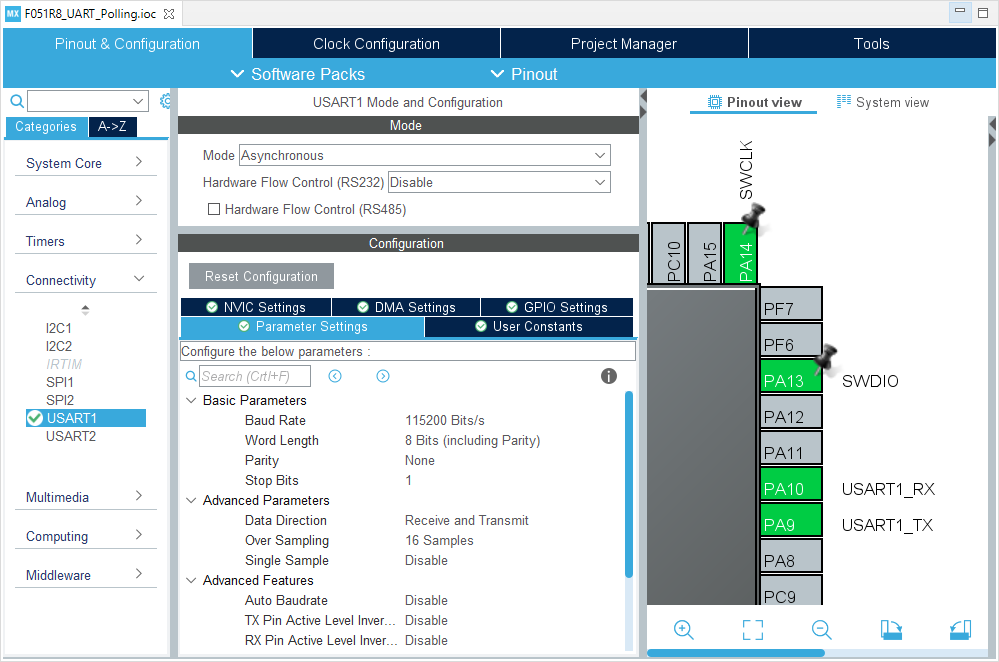 MX F051R8_UART_Polling.ioc
Pinout & Configuration
Clock Configuration
Project Manager
Tools
Software Packs
Pinout
Categories
A->Z
System Core
Analog
Timers
Connectivity
I2C1
I2C2
IRTIM
SPI1
SPI2
USART1
USART2
Multimedia
Computing
Middleware
USART1 Mode and Configuration
Mode
Mode Asynchronous
Hardware Flow Control (RS232) Disable
Hardware Flow Control (RS485)
Configuration
Reset Configuration
NVIC Settings
DMA Settings
GPIO Settings
Parameter Settings
User Constants
Configure the below parameters :
Search (Crtl+F)
Basic Parameters
Baud Rate 115200 Bits/s
Word Length 8 Bits (including Parity)
Parity None
Stop Bits 1
Advanced Parameters
Data Direction Receive and Transmit
Over Sampling 16 Samples
Single Sample Disable
Advanced Features
Auto Baudrate Disable
TX Pin Active Level Inver... Disable
RX Pin Active Level Inver... Disable
Pinout view
System view
SWCLK
PC10
PA15
PA14
PF7
PF6
PA13 SWDIO
PA12
PA11
PA10 USART1_RX
PA9 USART1_TX
PA8
PC9